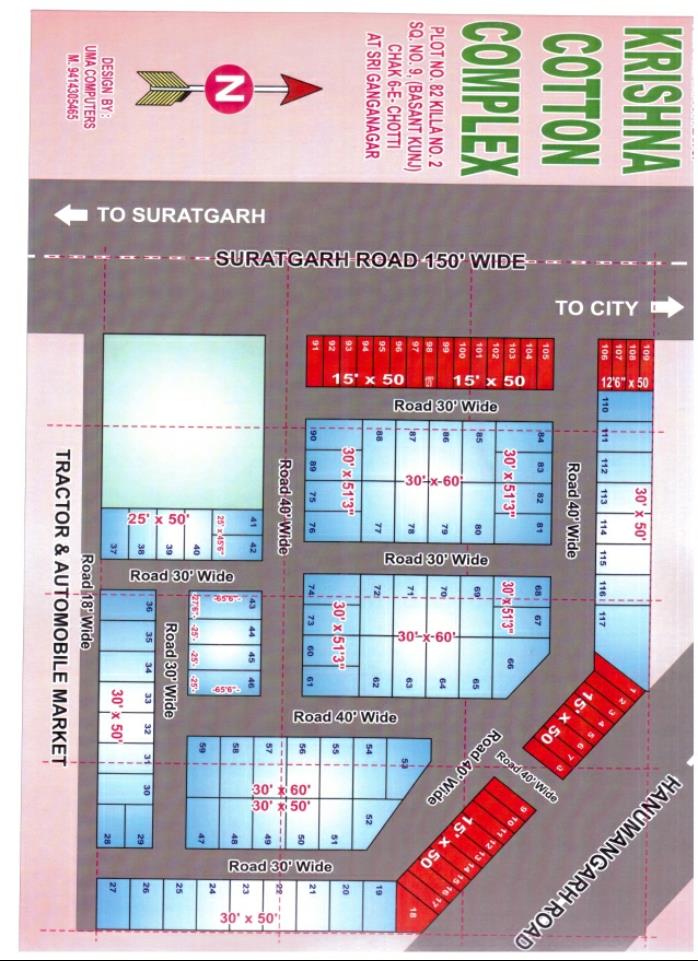 KRISHNA
COTTON
COMPLEX
PLOT NO. 82 KILLA NO. 2
SQ. NO. 9, (BASANT KUNJ)
CHAK 6-E- CHOTTI
AT SRI GANGANAGAR
N
DESIGN BY :
UMA COMPUTERS
M. 9414305465
TO CITY
SURATGARH ROAD 150' WIDE
TO SURATGARH
HANUMANGARH ROAD
109
108
107
106
12'6" x 50
30' x 50'
110 111 112 113 114 115 116 117
1 2 3 4 5 6 7 8
15' x 50
Road 40' Wide
Road 40' Wide
9 10 11 12 13 14 15 16 17 18
15' x 50
Road 40' Wide
105
104
103
102
101
100
99
98
97
96
95
94
93
92
91
15' x 50
15' x 50
Road 30' Wide
84 83 82 81
30' x 51'3"
85 80
86 79
87 78
88 77
30' x 60'
30' x 51'3"
90 89 75 76
Road 30' Wide
68 67 66
30' x 51'3"
69 65
70 64
71 63
72 62
30' x 60'
30' x 51'3"
74 73 60 61
Road 40' Wide
53
54 52
55 51
56 50
57 49
58 48
59 47
30' x 60'
30' x 50'
Road 30' Wide
19
20
21
22
23
24
25
26
27
30' x 50'
Road 40' Wide
41 42
25' x 45'6"
40
39
38
37
25' x 50'
Road 30' Wide
43 44 45 46
-65'6"-
-65'6"-
-27'6"- -25'- -25'- -25'-
Road 30' Wide
36 35 34 33 32 31 30 29
28
30' x 50'
Road 18' Wide
TRACTOR & AUTOMOBILE MARKET